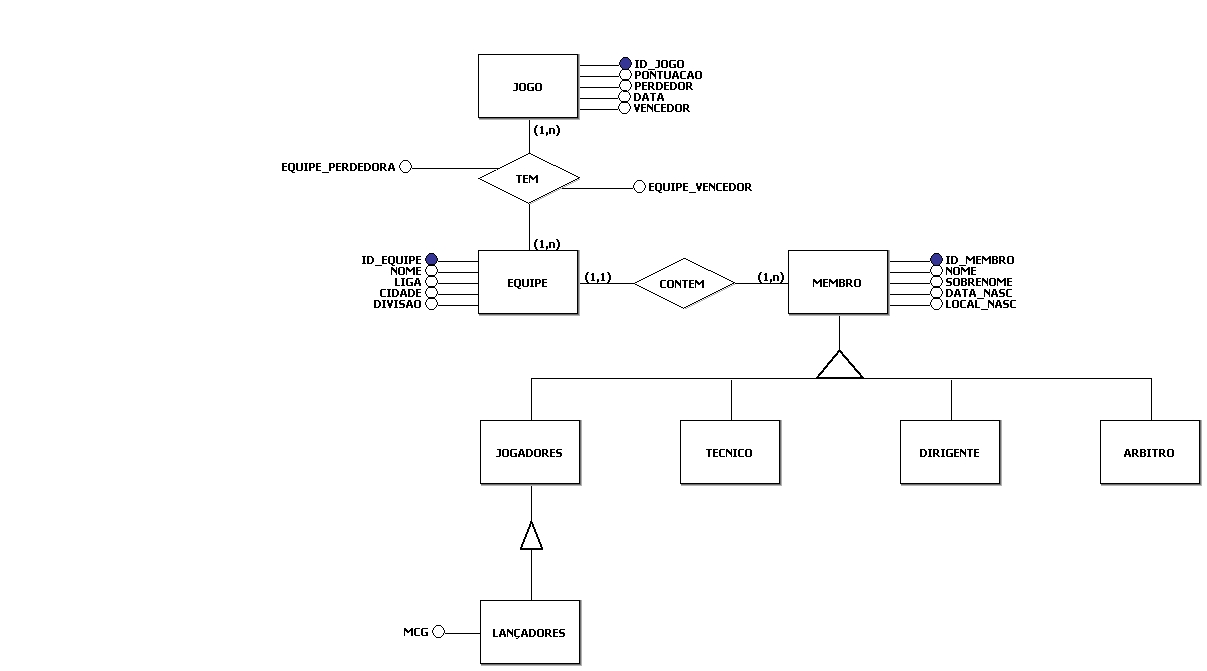 JOGO
ID_JOGO
PONTUACAO
PERDEDOR
DATA
VENCEDOR
(1,n)
EQUIPE_PERDEDORA
TEM
EQUIPE_VENCEDOR
(1,n)
ID_EQUIPE
NOME
LIGA
CIDADE
DIVISAO
EQUIPE
(1,1)
CONTEM
(1,n)
MEMBRO
ID_MEMBRO
NOME
SOBRENOME
DATA_NASC
LOCAL_NASC
JOGADORES
TECNICO
DIRIGENTE
ARBITRO
MCG
LANÇADORES